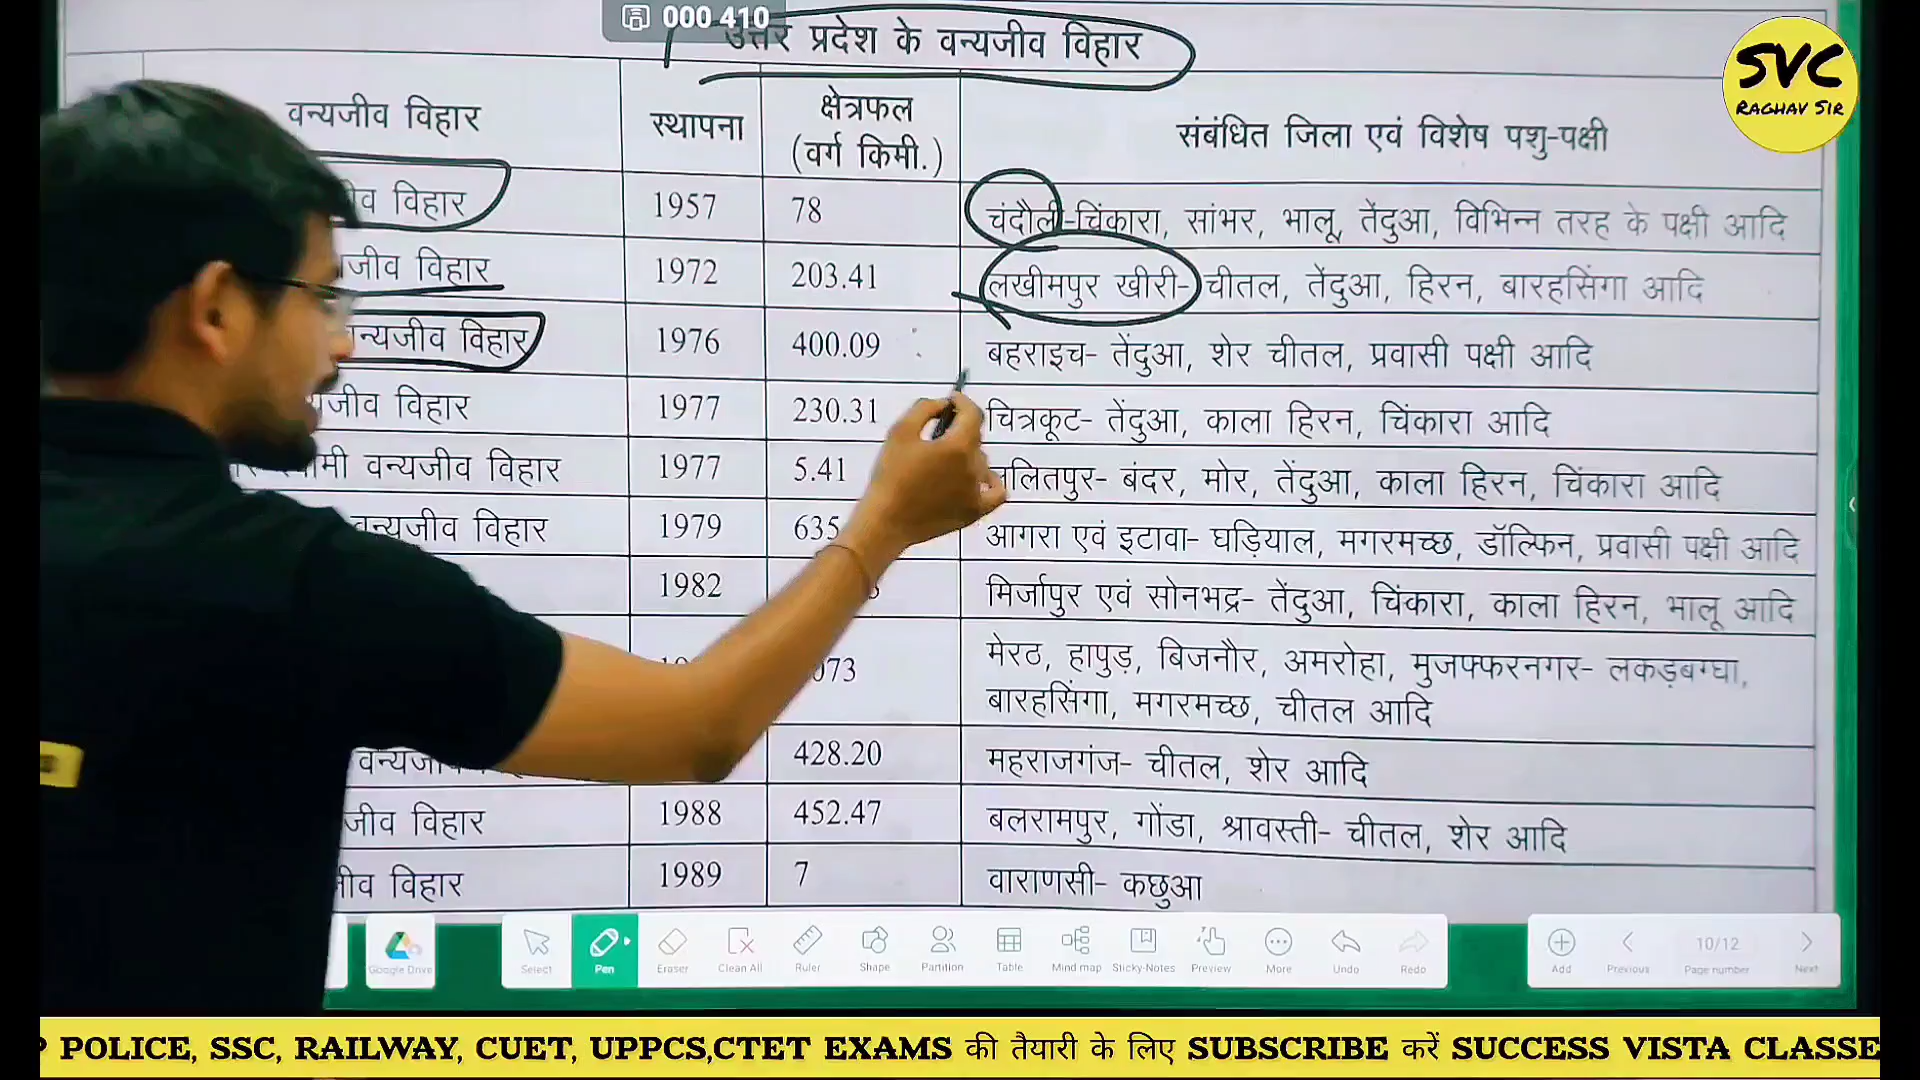 000 410
उत्तर प्रदेश के वन्यजीव विहार
SVC
RAGHAV SIR
वन्यजीव विहार स्थापना क्षेत्रफल (वर्ग किमी.) संबंधित जिला एवं विशेष पशु-पक्षी
विहार 1957 78 चंदौली-चिंकारा, सांभर, भालू, तेंदुआ, विभिन्न तरह के पक्षी आदि
विहार 1972 203.41 लखीमपुर खीरी- चीतल, तेंदुआ, हिरन, बारहसिंगा आदि
वन्यजीव विहार 1976 400.09 बहराइच- तेंदुआ, शेर चीतल, प्रवासी पक्षी आदि
विहार 1977 230.31 चित्रकूट- तेंदुआ, काला हिरन, चिंकारा आदि
वन्यजीव विहार 1977 5.41 ललितपुर- बंदर, मोर, तेंदुआ, काला हिरन, चिंकारा आदि
वन्यजीव विहार 1979 635 आगरा एवं इटावा- घड़ियाल, मगरमच्छ, डॉल्फिन, प्रवासी पक्षी आदि
1982 मिर्जापुर एवं सोनभद्र- तेंदुआ, चिंकारा, काला हिरन, भालू आदि
मेरठ, हापुड़, बिजनौर, अमरोहा, मुजफ्फरनगर- लकड़बग्घा,
073 बारहसिंगा, मगरमच्छ, चीतल आदि
428.20 महराजगंज- चीतल, शेर आदि
विहार 1988 452.47 बलरामपुर, गोंडा, श्रावस्ती- चीतल, शेर आदि
विहार 1989 7 वाराणसी- कछुआ
Google Drive Select Pen Eraser Clean All Ruler Shape Partition Table Mind map Sticky-Notes Preview More Undo Redo Add Previous 10/12 Page number Next
POLICE, SSC, RAILWAY, CUET, UPPCS,CTET EXAMS की तैयारी के लिए SUBSCRIBE करें SUCCESS VISTA CLASSE